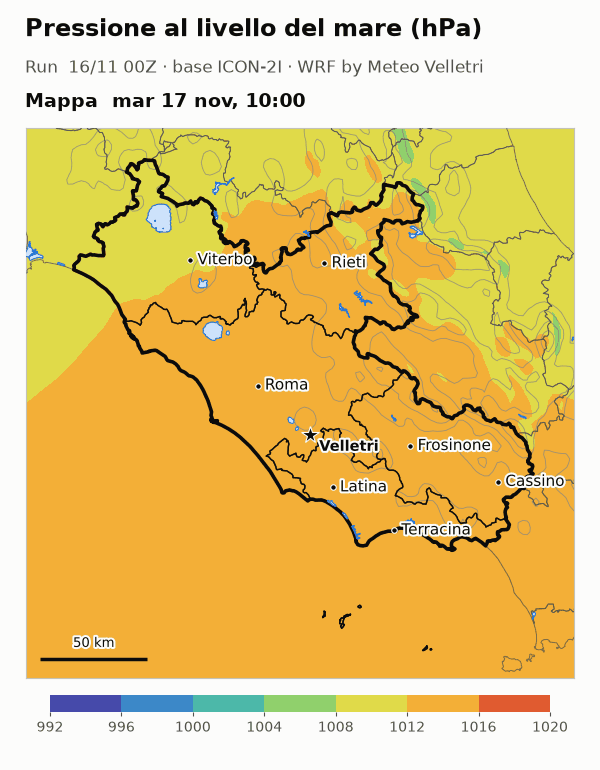 Pressione al livello del mare (hPa)
Run  16/11 00Z · base ICON-2I · WRF by Meteo Velletri
Mappa  mar 17 nov, 10:00
Viterbo
Rieti
Roma
Velletri
Frosinone
Latina
Cassino
Terracina
50 km
992 996 1000 1004 1008 1012 1016 1020